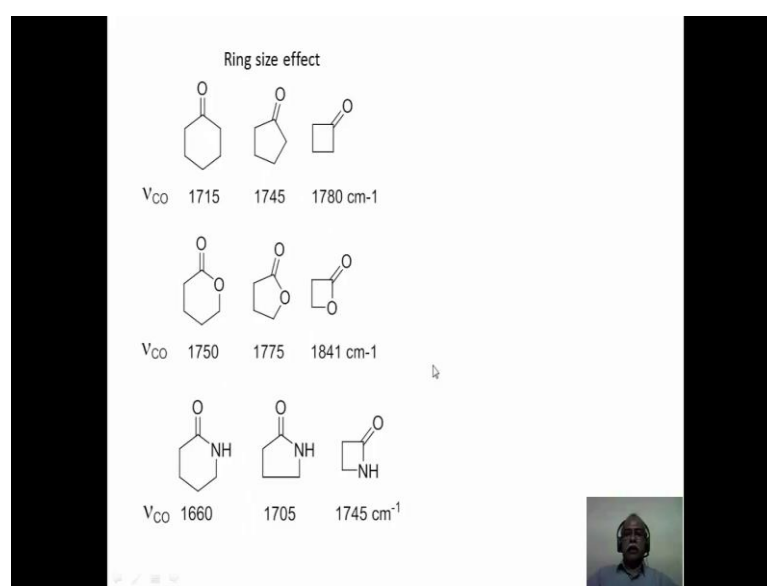 Ring size effect
O O O
νCO 1715 1745 1780 cm-1
O O O
O O O
νCO 1750 1775 1841 cm-1
O O O
NH NH NH
νCO 1660 1705 1745 cm⁻¹